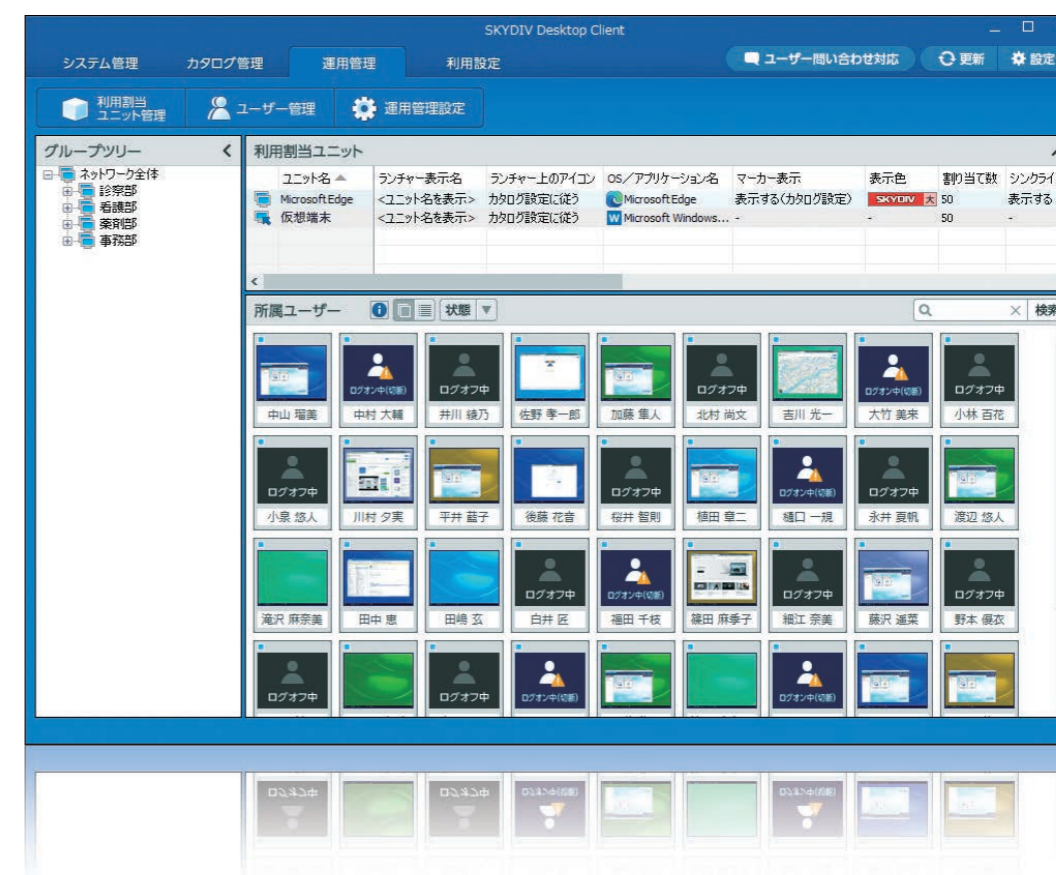 SKYDIV Desktop Client
システム管理 カタログ管理 運用管理 利用設定 ユーザー問い合わせ対応 更新 設定
利用割当
ユニット管理
ユーザー管理 運用管理設定
グループツリー
ネットワーク全体
診察部
看護部
薬剤部
事務部
利用割当ユニット
ユニット名 ランチャー表示名 ランチャー上のアイコン OS／アプリケーション名 マーカー表示 表示色 割り当て数 シンクライ
Microsoft Edge <ユニット名を表示> カタログ設定に従う Microsoft Edge 表示する(カタログ設定) SKYDIV 大 50 表示する
仮想端末 <ユニット名を表示> カタログ設定に従う Microsoft Windows... - - 50 -
所属ユーザー 状態 検索
ログオン中(切断) ログオフ中 ログオフ中 ログオン中(切断) ログオフ中
中山 瑠美 中村 大輔 井川 綾乃 佐野 孝一郎 加藤 隼人 北村 尚文 吉川 光一 大竹 美来 小林 百花
ログオフ中 ログオフ中 ログオン中(切断) ログオフ中
小泉 悠人 川村 夕実 平井 藍子 後藤 花音 桜井 智則 植田 章二 樋口 一規 永井 夏帆 渡辺 悠人
ログオフ中 ログオン中(切断) ログオフ中 ログオフ中
滝沢 麻奈美 田中 恵 田嶋 玄 白井 匠 福田 千枝 篠田 麻季子 細江 奈美 藤沢 道菜 野本 優衣
ログオフ中 ログオフ中 ログオン中(切断) ログオン中(切断)